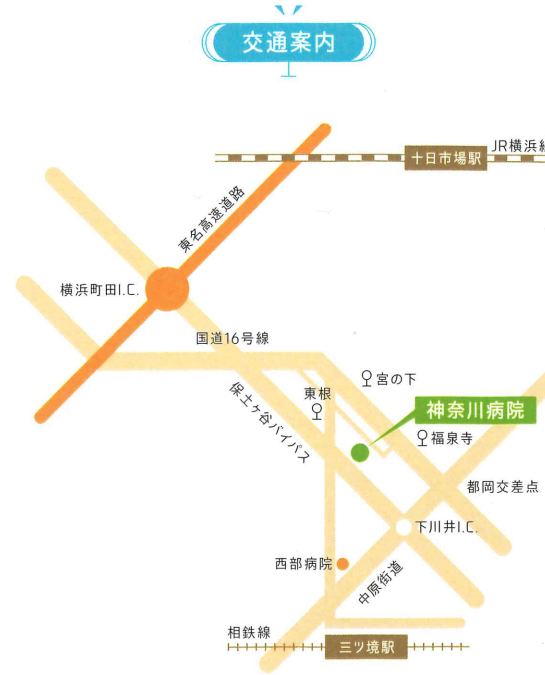 交通案内
JR横浜線
十日市場駅
東名高速道路
横浜町田I.C.
国道16号線
宮の下
東根
保土ヶ谷バイパス
神奈川病院
福泉寺
都岡交差点
下川井I.C.
西部病院
中原街道
相鉄線
三ツ境駅